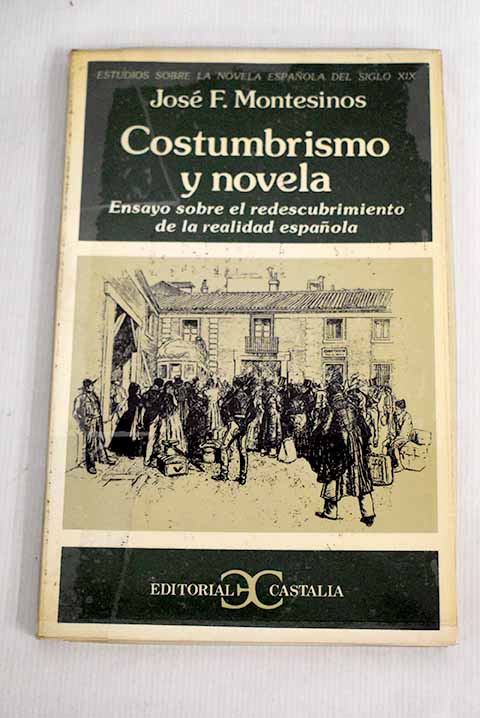 ESTUDIOS SOBRE LA NOVELA ESPAÑOLA DEL SIGLO XIX
José F. Montesinos
Costumbrismo
y novela
Ensayo sobre el redescubrimiento
de la realidad española
EDITORIAL CASTALIA